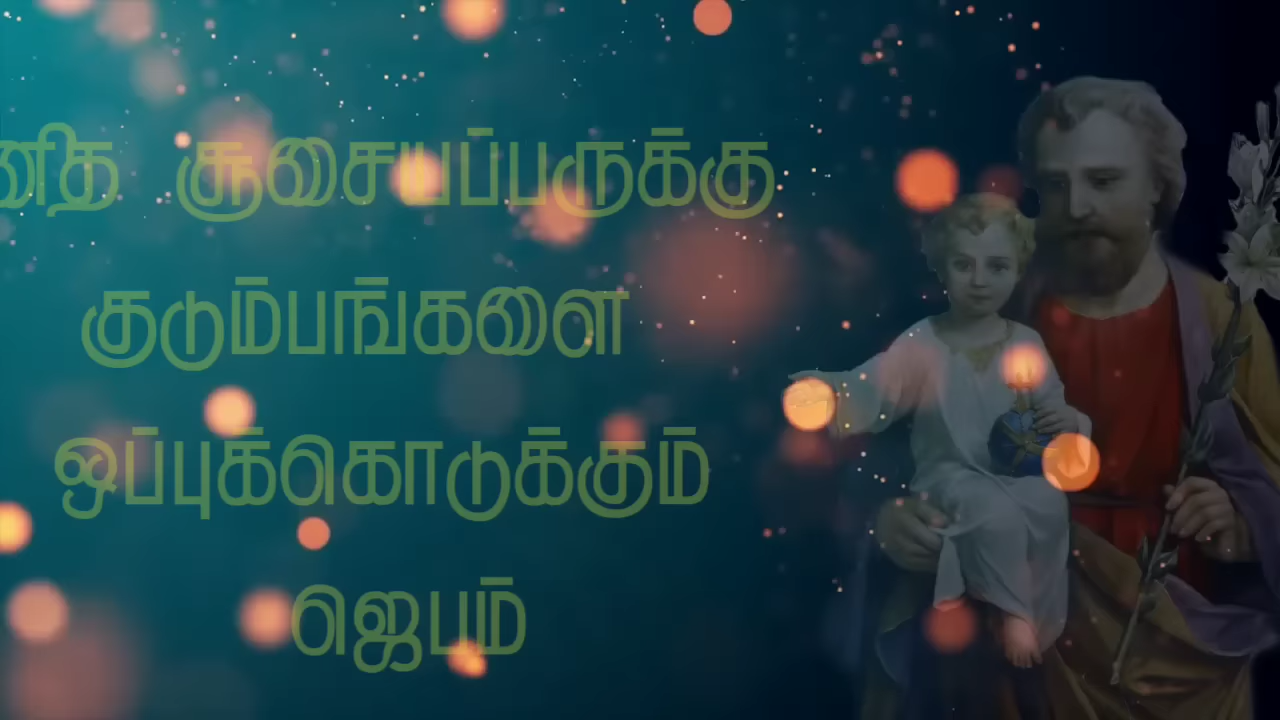 னித சூசையப்பருக்கு
குடும்பங்களை
ஒப்புக்கொடுக்கும்
ஜெபம்